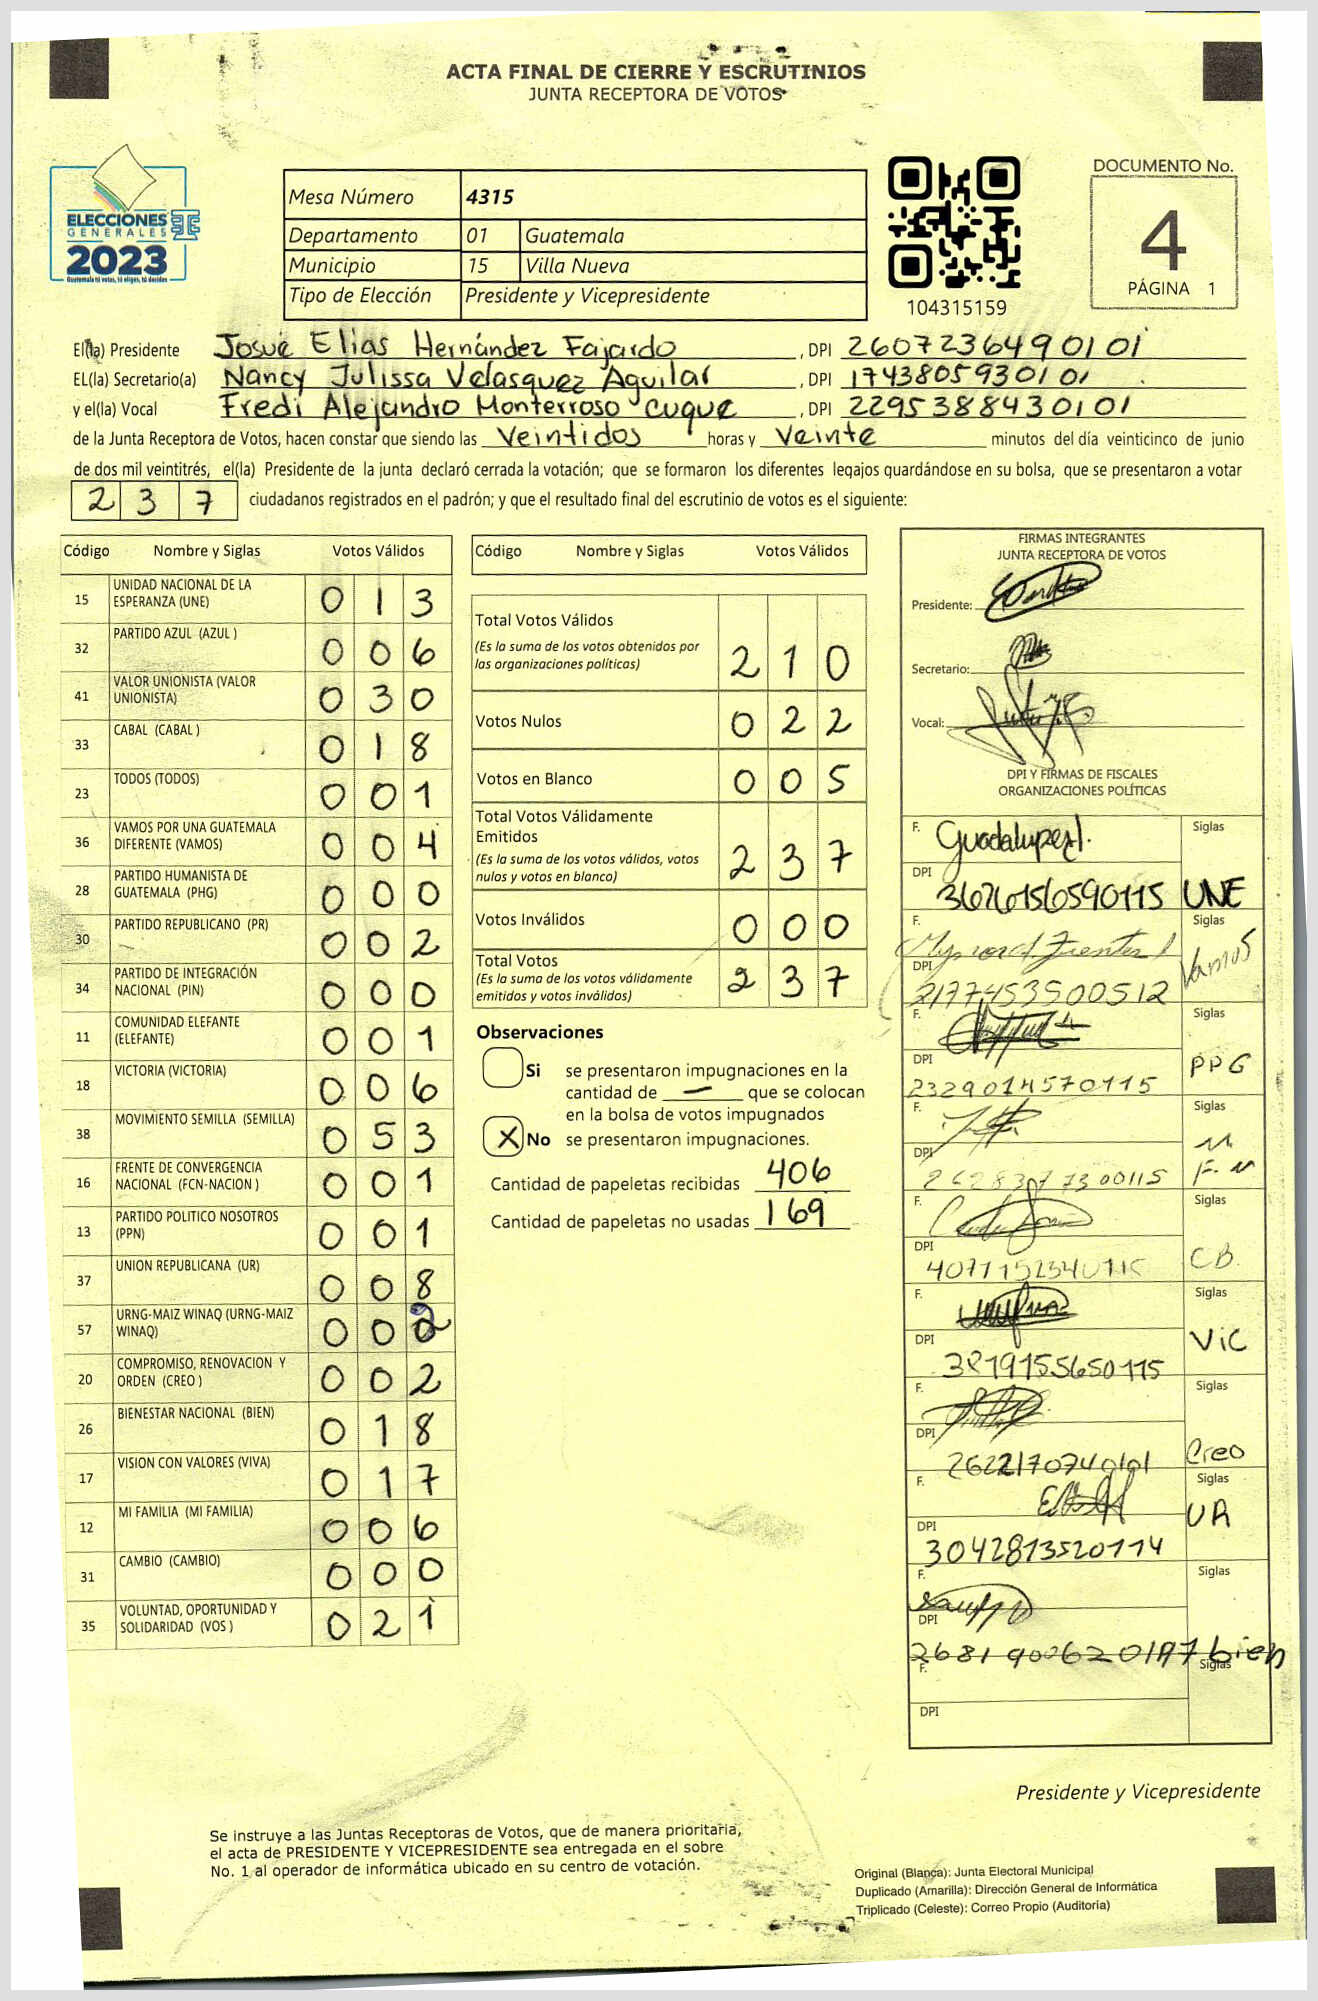 ACTA FINAL DE CIERRE Y ESCRUTINIOS
JUNTA RECEPTORA DE VOTOS
ELECCIONES
GENERALES
2023
Guatemala tú votas, tú eliges, tú decides
Mesa Número 4315
Departamento 01 Guatemala
Municipio 15 Villa Nueva
Tipo de Elección Presidente y Vicepresidente
104315159
DOCUMENTO No.
4
PÁGINA 1
El(la) Presidente Josué Elías Hernández Fajardo , DPI 2607236490101
EL(la) Secretario(a) Nancy Julissa Velasquez Aguilar , DPI 1743805930101
y el(la) Vocal Fredi Alejandro Monterroso Cuque , DPI 2295388430101
de la Junta Receptora de Votos, hacen constar que siendo las Veintidos horas y Veinte minutos del día veinticinco de junio
de dos mil veintitrés, el(la) Presidente de la junta declaró cerrada la votación; que se formaron los diferentes legajos quardándose en su bolsa, que se presentaron a votar
2 3 7 ciudadanos registrados en el padrón; y que el resultado final del escrutinio de votos es el siguiente:
Código Nombre y Siglas Votos Válidos
15 UNIDAD NACIONAL DE LA ESPERANZA (UNE) 0 1 3
32 PARTIDO AZUL (AZUL ) 0 0 6
41 VALOR UNIONISTA (VALOR UNIONISTA) 0 3 0
33 CABAL (CABAL ) 0 1 8
23 TODOS (TODOS) 0 0 1
36 VAMOS POR UNA GUATEMALA DIFERENTE (VAMOS) 0 0 4
28 PARTIDO HUMANISTA DE GUATEMALA (PHG) 0 0 0
30 PARTIDO REPUBLICANO (PR) 0 0 2
34 PARTIDO DE INTEGRACIÓN NACIONAL (PIN) 0 0 0
11 COMUNIDAD ELEFANTE (ELEFANTE) 0 0 1
18 VICTORIA (VICTORIA) 0 0 6
38 MOVIMIENTO SEMILLA (SEMILLA) 0 5 3
16 FRENTE DE CONVERGENCIA NACIONAL (FCN-NACION ) 0 0 1
13 PARTIDO POLITICO NOSOTROS (PPN) 0 0 1
37 UNION REPUBLICANA (UR) 0 0 8
57 URNG-MAIZ WINAQ (URNG-MAIZ WINAQ) 0 0 2
20 COMPROMISO, RENOVACION Y ORDEN (CREO ) 0 0 2
26 BIENESTAR NACIONAL (BIEN) 0 1 8
17 VISION CON VALORES (VIVA) 0 1 7
12 MI FAMILIA (MI FAMILIA) 0 0 6
31 CAMBIO (CAMBIO) 0 0 0
35 VOLUNTAD, OPORTUNIDAD Y SOLIDARIDAD (VOS ) 0 2 1
Código Nombre y Siglas Votos Válidos
Total Votos Válidos
(Es la suma de los votos obtenidos por
las organizaciones políticas) 2 1 0
Votos Nulos 0 2 2
Votos en Blanco 0 0 5
Total Votos Válidamente
Emitidos
(Es la suma de los votos válidos, votos
nulos y votos en blanco) 2 3 7
Votos Inválidos 0 0 0
Total Votos
(Es la suma de los votos válidamente
emitidos y votos inválidos) 2 3 7
Observaciones
Si se presentaron impugnaciones en la
cantidad de — que se colocan
en la bolsa de votos impugnados
X No se presentaron impugnaciones.
Cantidad de papeletas recibidas 406
Cantidad de papeletas no usadas 169
FIRMAS INTEGRANTES
JUNTA RECEPTORA DE VOTOS
Presidente:
Secretario:
Vocal:
DPI Y FIRMAS DE FISCALES
ORGANIZACIONES POLÍTICAS
F. Siglas
DPI 3676156590115 UNE
F. Siglas
DPI 2177453500512 Vamos
F. Siglas
DPI 2329014570115 PPG
F. Siglas
DPI
F. Siglas
DPI CB
F. Siglas
DPI 3219155650115 VIC
F. Siglas
DPI 2622170740101 Creo
F. Siglas
DPI 3042813520114 UR
F. Siglas
DPI bien
F. Siglas
DPI
Presidente y Vicepresidente
Se instruye a las Juntas Receptoras de Votos, que de manera prioritaria,
el acta de PRESIDENTE Y VICEPRESIDENTE sea entregada en el sobre
No. 1 al operador de informática ubicado en su centro de votación.
Original (Blanca): Junta Electoral Municipal
Duplicado (Amarilla): Dirección General de Informática
Triplicado (Celeste): Correo Propio (Auditoría)